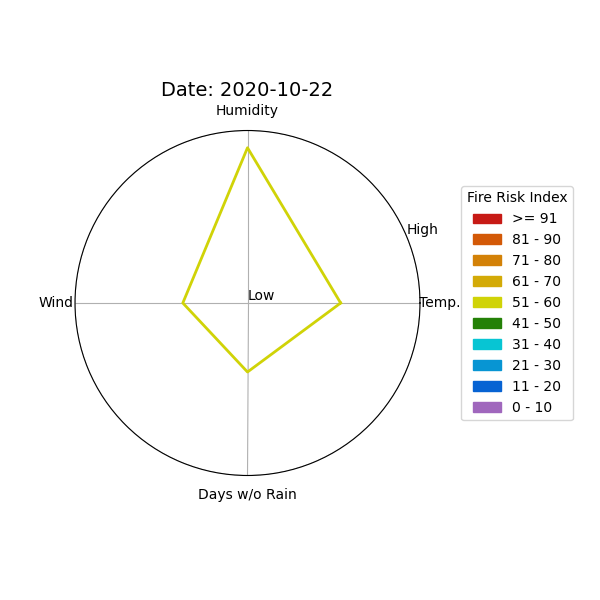 Date: 2020-10-22
Humidity
High
Low
Wind
Temp.
Days w/o Rain
Fire Risk Index
>= 91
81 - 90
71 - 80
61 - 70
51 - 60
41 - 50
31 - 40
21 - 30
11 - 20
0 - 10